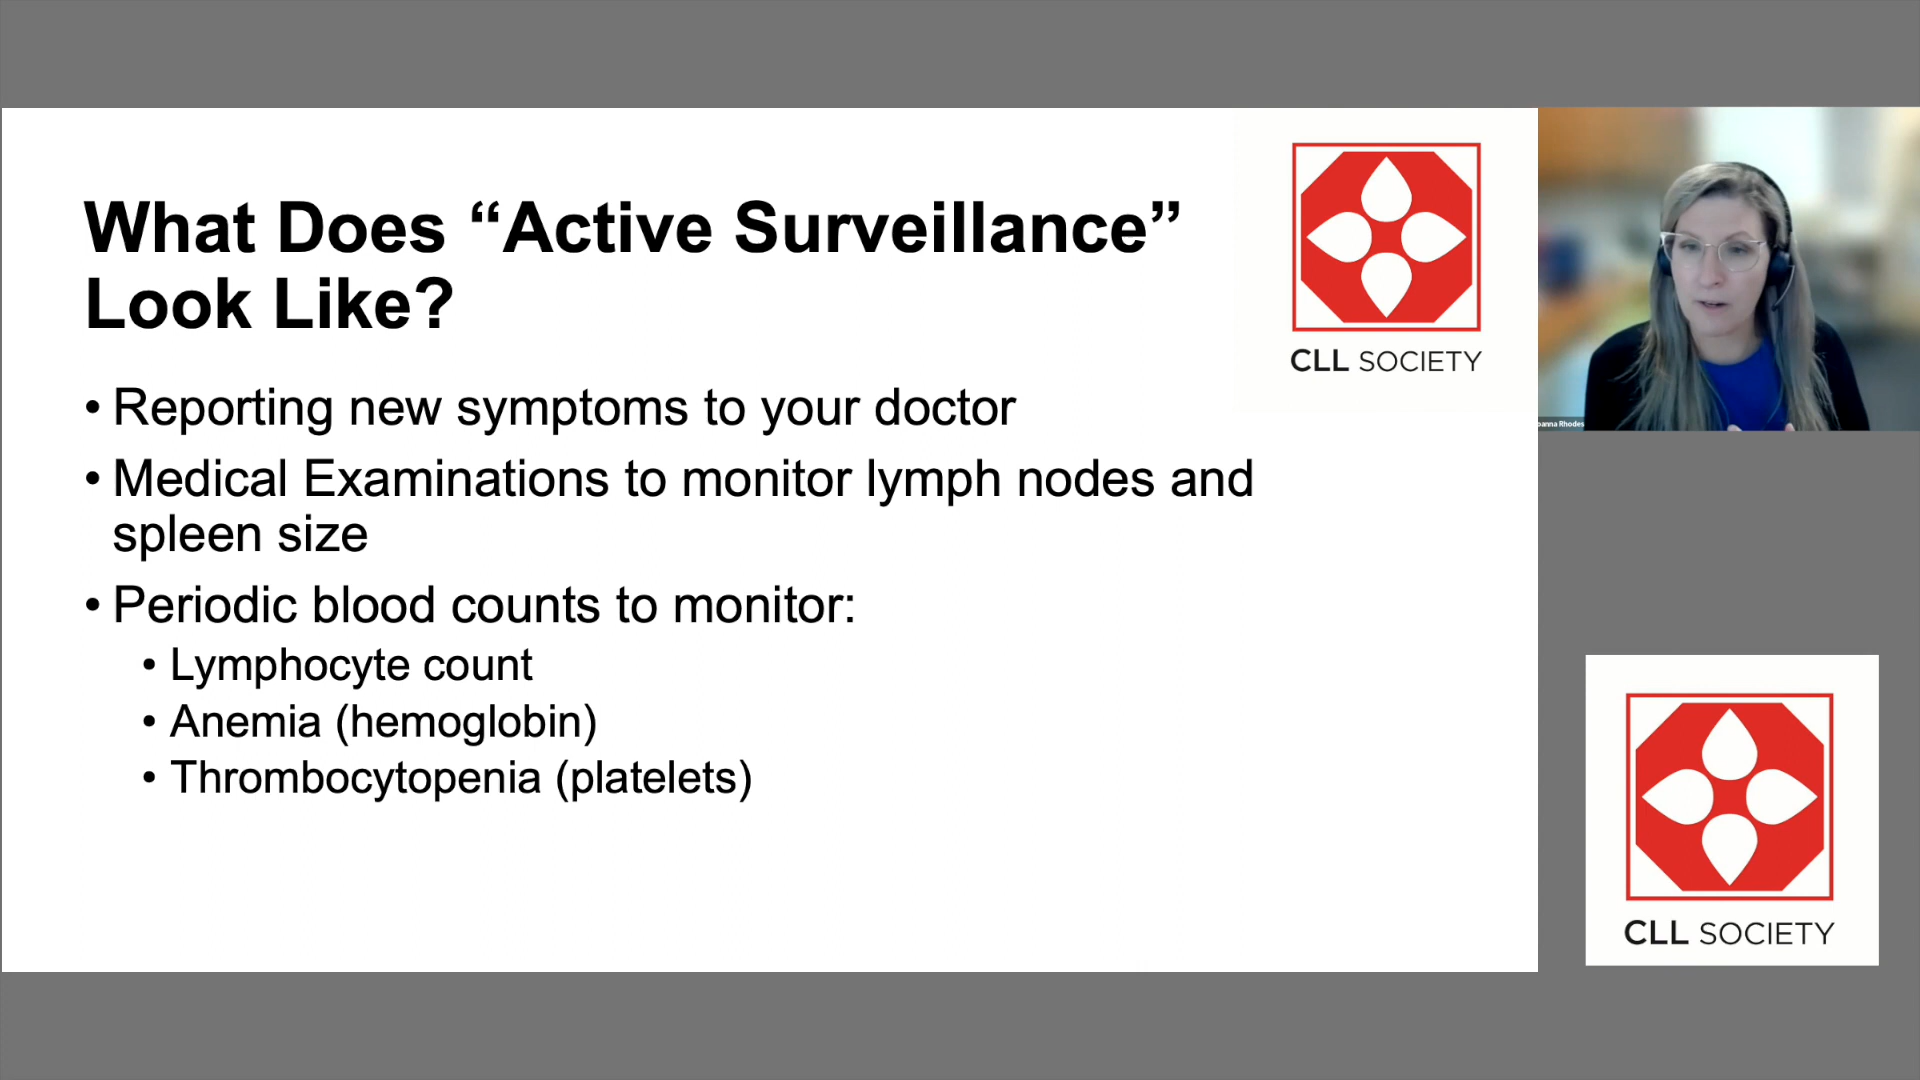 What Does “Active Surveillance”
Look Like?
• Reporting new symptoms to your doctor
• Medical Examinations to monitor lymph nodes and
spleen size
• Periodic blood counts to monitor:
• Lymphocyte count
• Anemia (hemoglobin)
• Thrombocytopenia (platelets)
CLL SOCIETY
Rhodes
CLL SOCIETY